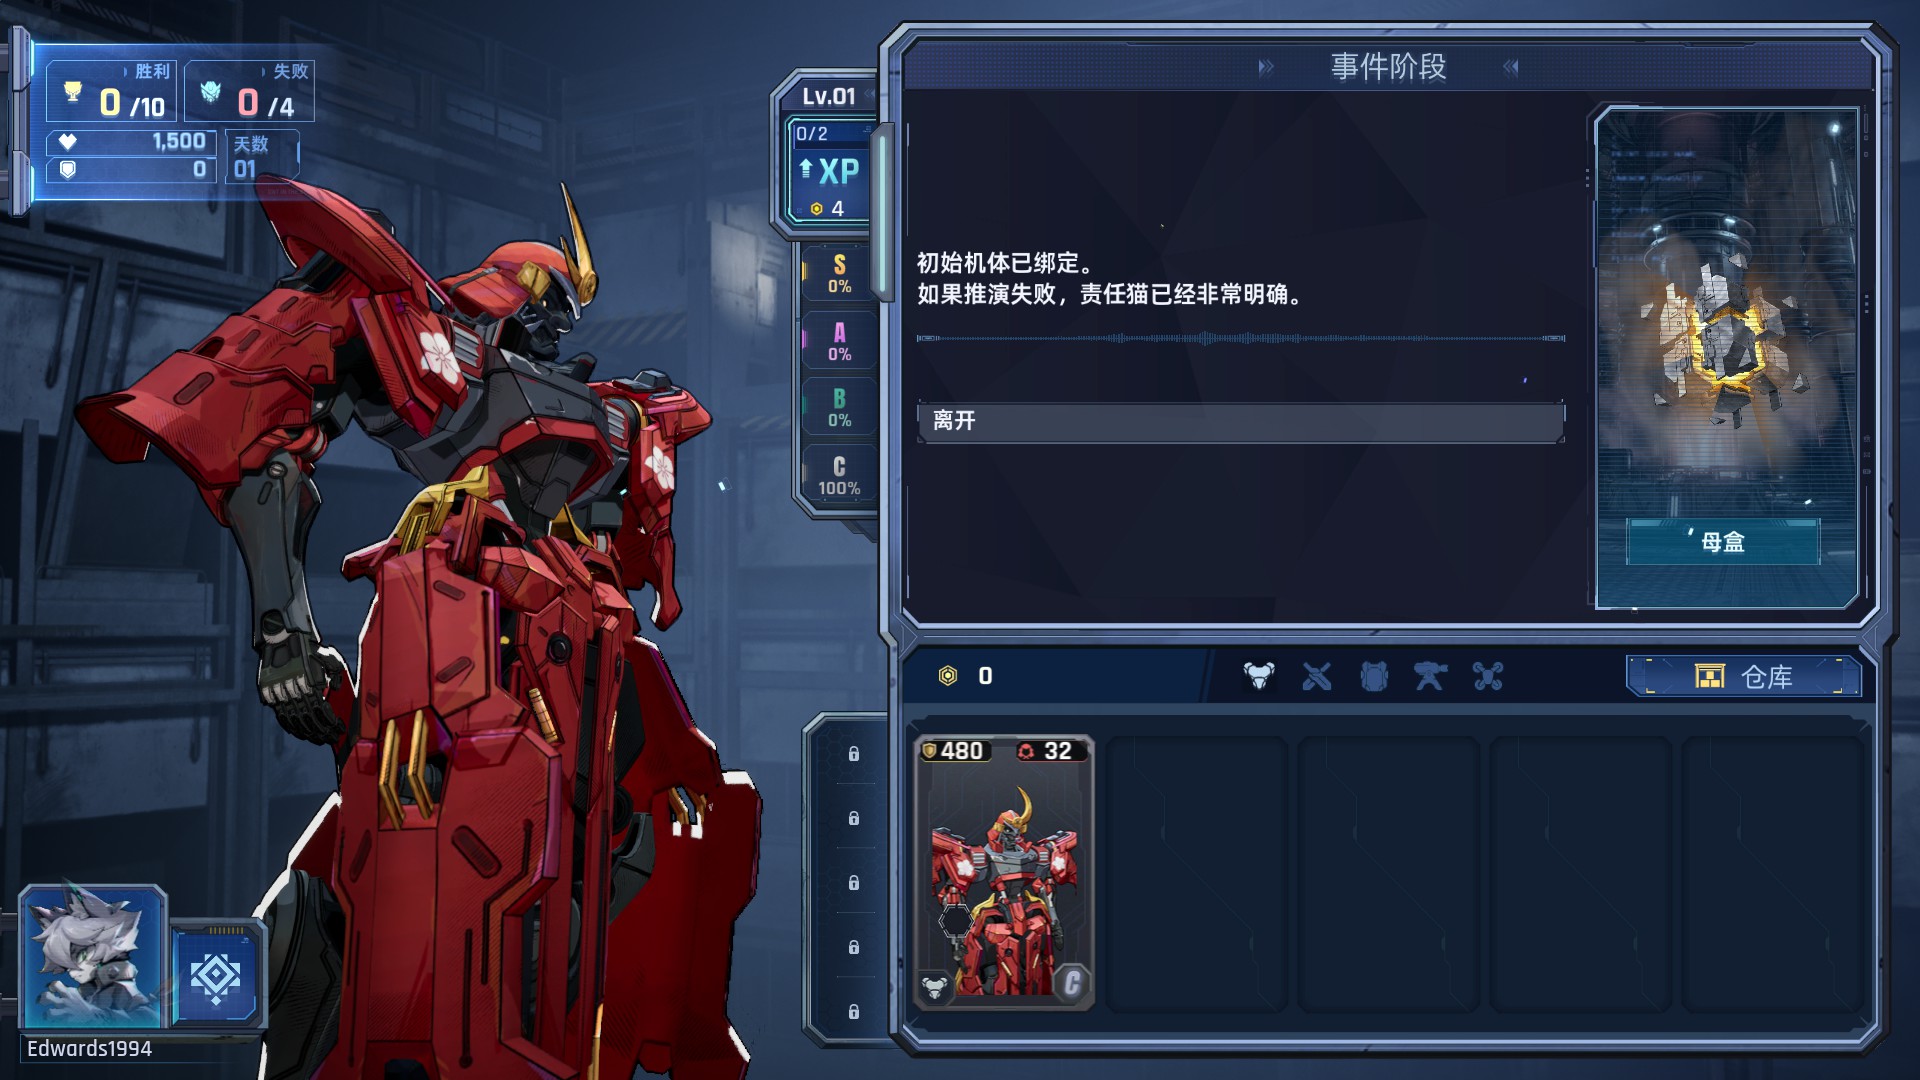 胜利
0 /10
失败
0 /4
1,500
0
天数
01
Lv.01
0/2
XP
4
S
0%
A
0%
B
0%
C
100%
事件阶段
初始机体已绑定。
如果推演失败，责任猫已经非常明确。
离开
母盒
0
仓库
480
32
C
Edwards1994